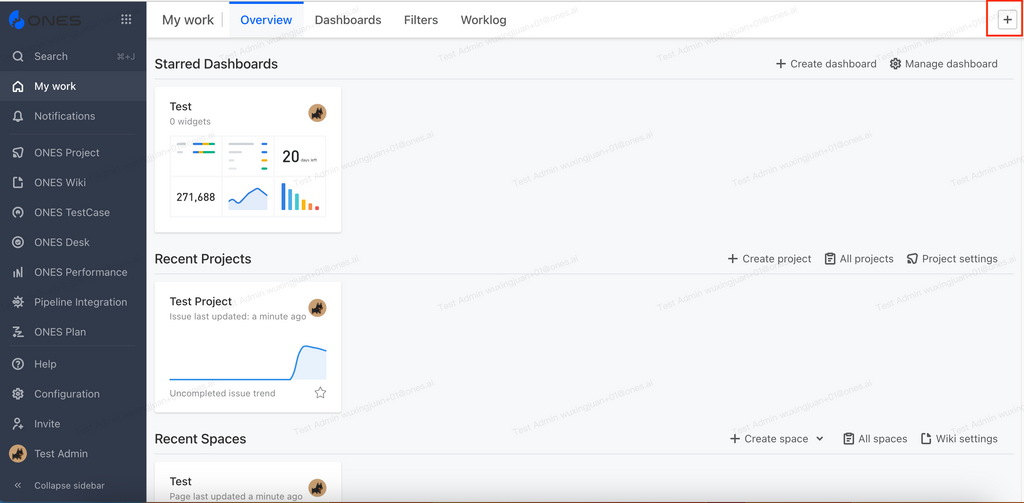 ONES
Search ⌘+J
My work
Notifications
ONES Project
ONES Wiki
ONES TestCase
ONES Desk
ONES Performance
Pipeline Integration
ONES Plan
Help
Configuration
Invite
Test Admin
Collapse sidebar
My work Overview Dashboards Filters Worklog
Starred Dashboards Create dashboard Manage dashboard
Test
0 widgets
20 days left
271,688
Recent Projects Create project All projects Project settings
Test Project
Issue last updated: a minute ago
Uncompleted issue trend
Recent Spaces Create space All spaces Wiki settings
Test
Page last updated a minute ago
Test Admin wuxingjuan+01@ones.ai